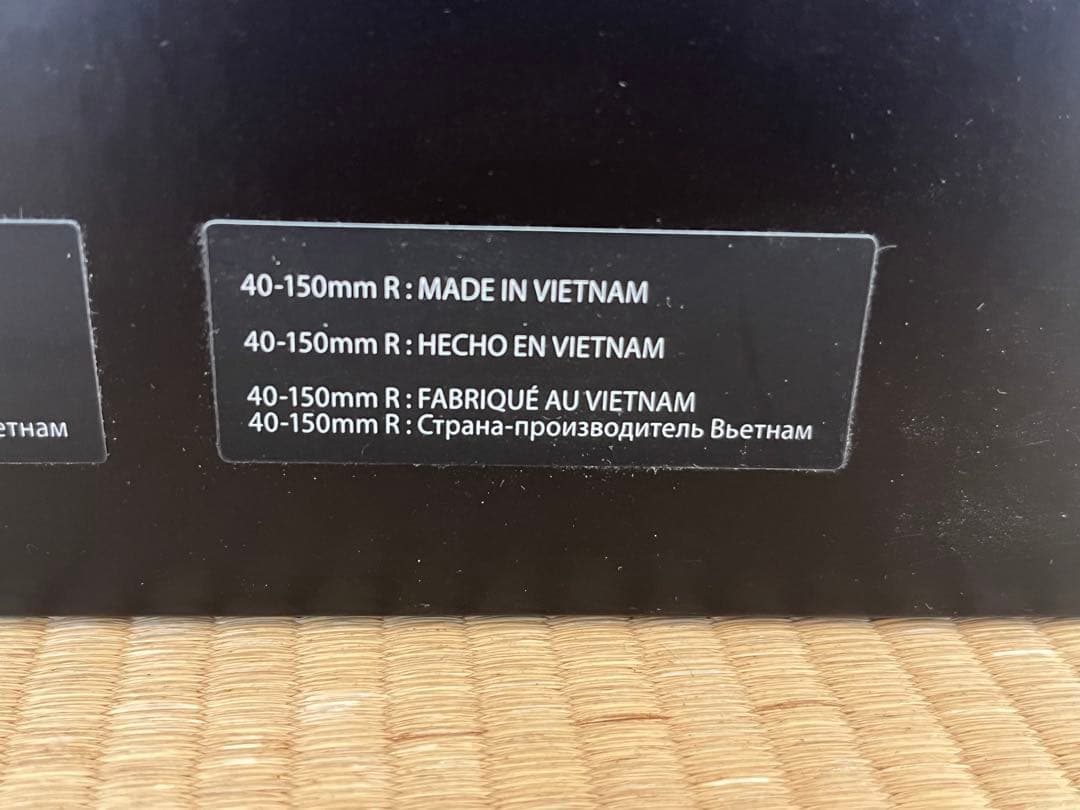 40-150mm R : MADE IN VIETNAM
40-150mm R : HECHO EN VIETNAM
40-150mm R : FABRIQUÉ AU VIETNAM
40-150mm R : Страна-производитель Вьетнам
етнам